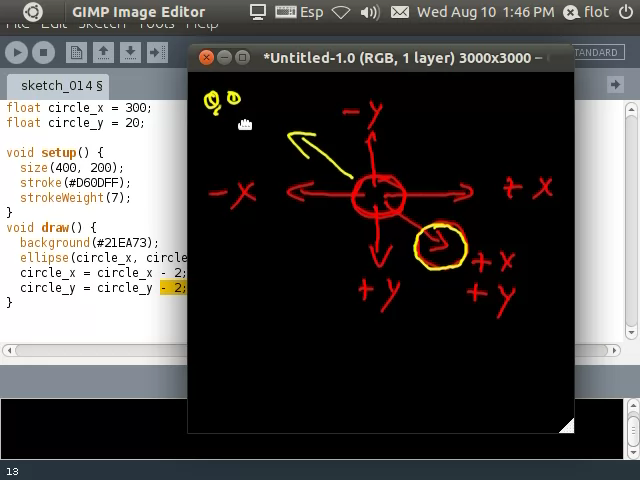 GIMP Image Editor
Esp
Wed Aug 10 1:46 PM
flot
File Edit Sketch Tools Help
STANDARD
*Untitled-1.0 (RGB, 1 layer) 3000x3000 –
sketch_014 §
float circle_x = 300;
float circle_y = 20;
void setup() {
size(400, 200);
stroke(#D60DFF);
strokeWeight(7);
}
void draw() {
background(#21EA73);
ellipse(circle_x, circle
circle_x = circle_x - 2;
circle_y = circle_y - 2;
}
0,0
-y
-x
+x
+x
+y
+y
13